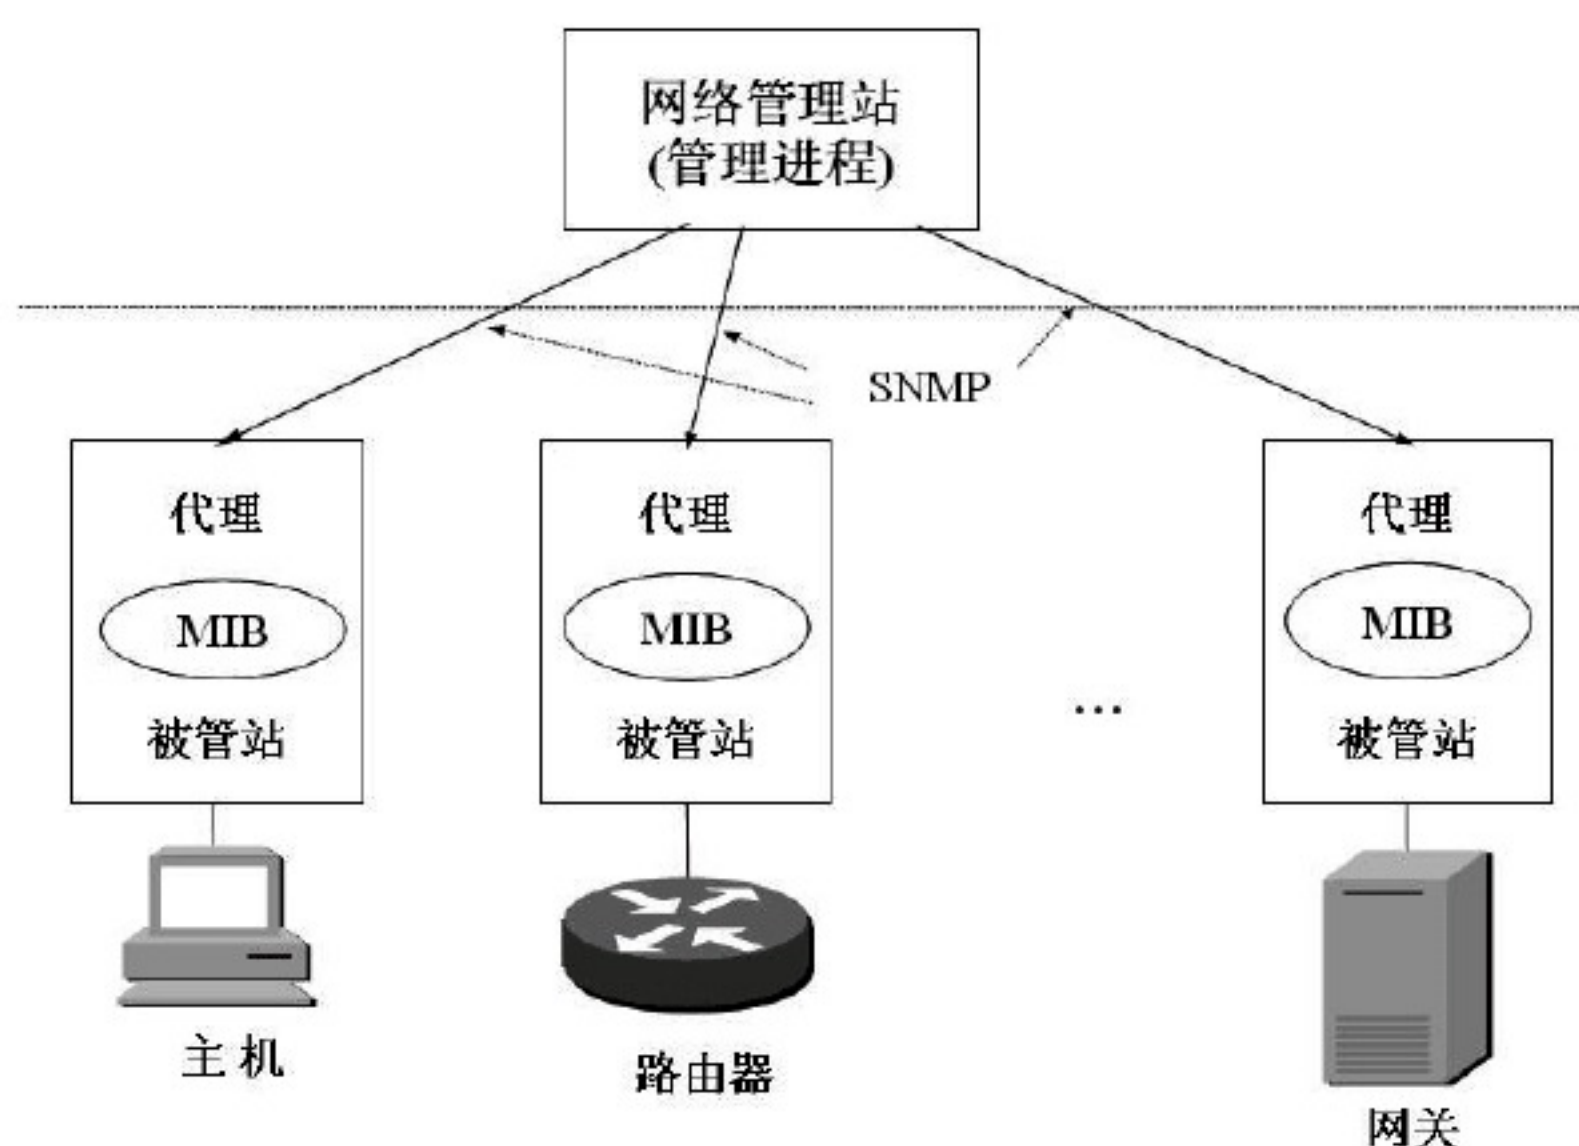 网络管理站
(管理进程)
SNMP
代理
MIB
被管站
主机
代理
MIB
被管站
路由器
...
代理
MIB
被管站
网关